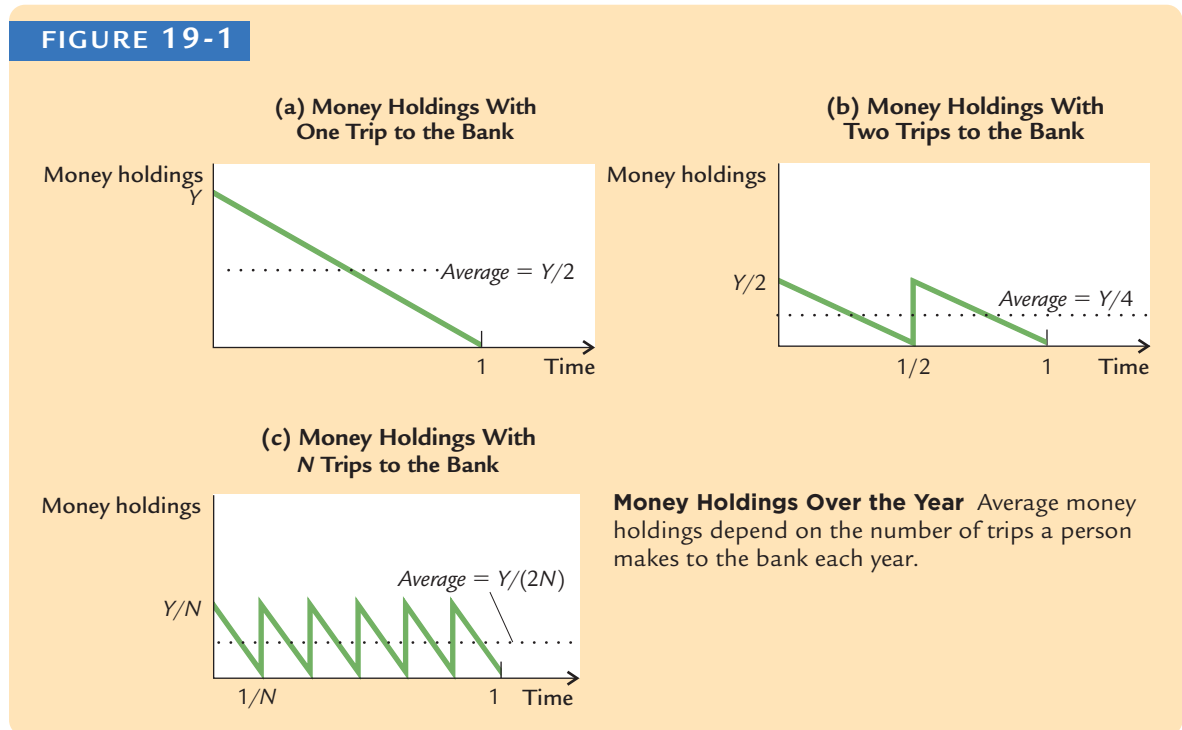 FIGURE 19-1
(a) Money Holdings With
One Trip to the Bank
Money holdings
Y
Average = Y/2
1
Time
(b) Money Holdings With
Two Trips to the Bank
Money holdings
Y/2
Average = Y/4
1/2
1
Time
(c) Money Holdings With
N Trips to the Bank
Money holdings
Average = Y/(2N)
Y/N
1/N
1
Time
Money Holdings Over the Year Average money
holdings depend on the number of trips a person
makes to the bank each year.